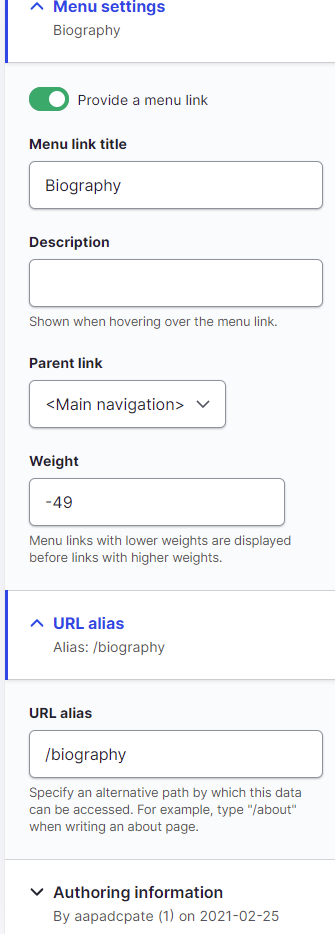 Menu settings
Biography
Provide a menu link
Menu link title
Biography
Description
Shown when hovering over the menu link.
Parent link
<Main navigation>
Weight
-49
Menu links with lower weights are displayed
before links with higher weights.
URL alias
Alias: /biography
URL alias
/biography
Specify an alternative path by which this data
can be accessed. For example, type "/about"
when writing an about page.
Authoring information
By aapadcpate (1) on 2021-02-25